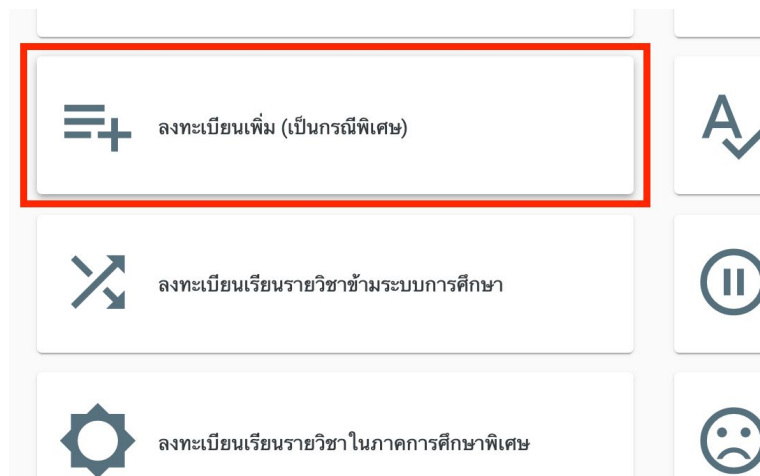 ลงทะเบียนเพิ่ม (เป็นกรณีพิเศษ)
ลงทะเบียนเรียนรายวิชาข้ามระบบการศึกษา
ลงทะเบียนเรียนรายวิชาในภาคการศึกษาพิเศษ